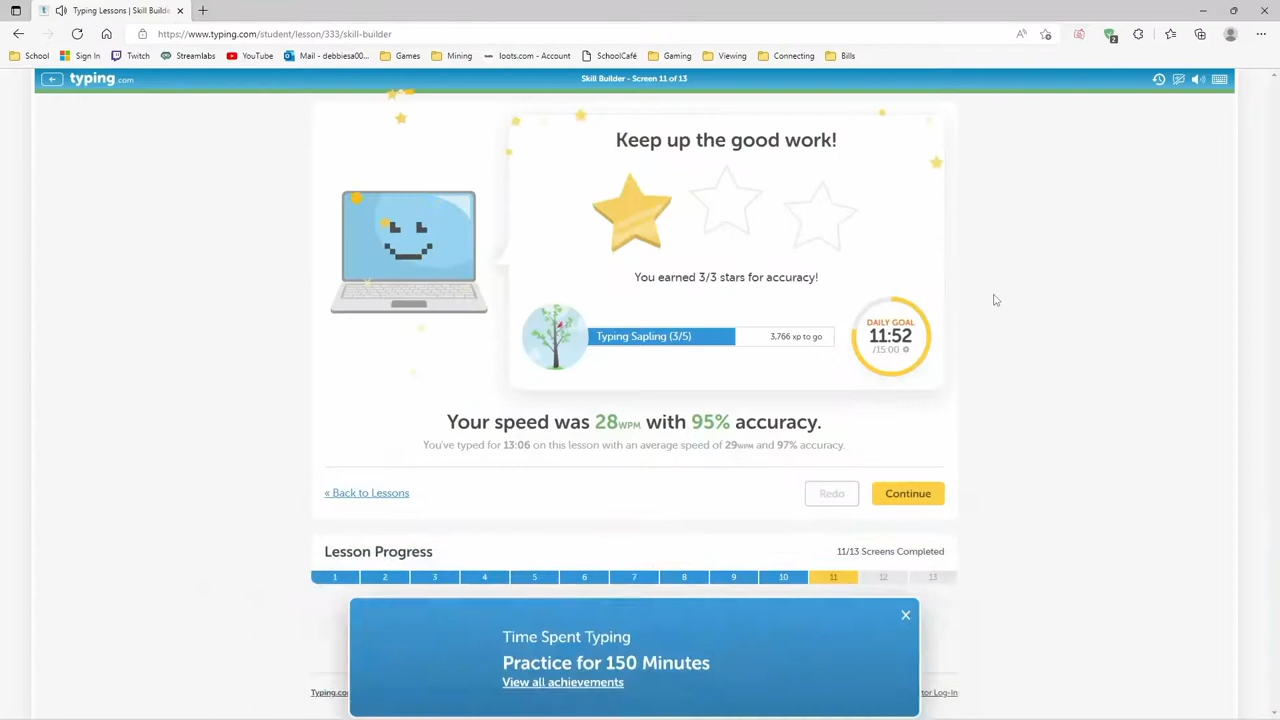 Typing Lessons | Skill Builde
https://www.typing.com/student/lesson/333/skill-builder
School Sign In Twitch Streamlabs YouTube Mail - debbiesa00... Games Mining loots.com - Account SchoolCafé Gaming Viewing Connecting Bills
typing.com
Skill Builder - Screen 11 of 13
Keep up the good work!
You earned 3/3 stars for accuracy!
Typing Sapling (3/5)
3,766 xp to go
DAILY GOAL
11:52
/15:00
Your speed was 28WPM with 95% accuracy.
You've typed for 13:06 on this lesson with an average speed of 29WPM and 97% accuracy.
« Back to Lessons
Redo
Continue
Lesson Progress
11/13 Screens Completed
1 2 3 4 5 6 7 8 9 10 11 12 13
Time Spent Typing
Practice for 150 Minutes
View all achievements
Typing.co
tor Log-In